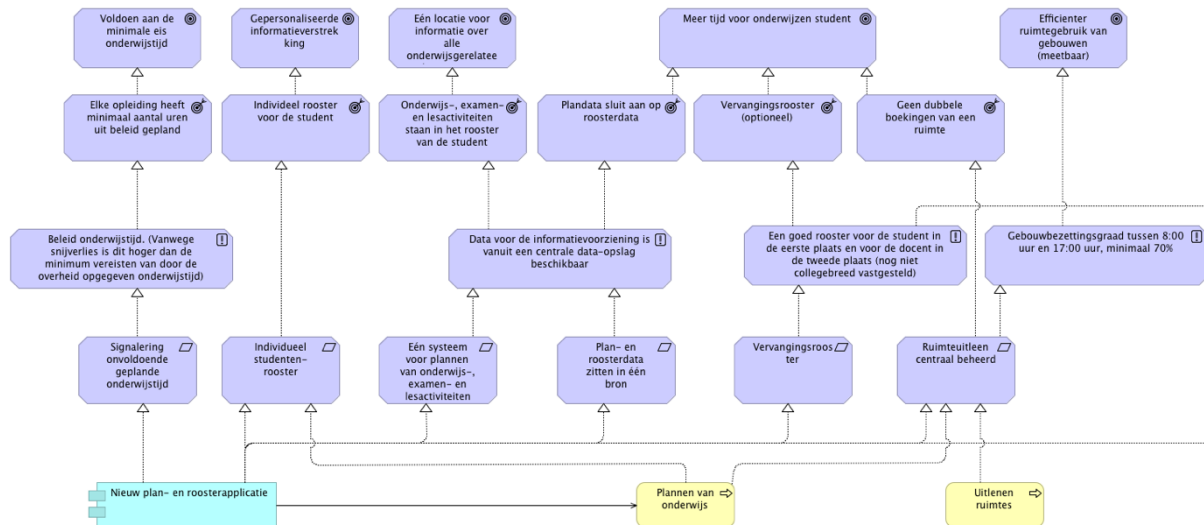 Voldoen aan de
minimale eis
onderwijstijd
Gepersonaliseerde
informatieverstrek
king
Eén locatie voor
informatie over
alle
onderwijsgerelatee
Meer tijd voor onderwijzen student
Efficienter
ruimtegebruik van
gebouwen
(meetbaar)
Elke opleiding heeft
minimaal aantal uren
uit beleid gepland
Individeel rooster
voor de student
Onderwijs-, examen-
en lesactiviteiten
staan in het rooster
van de student
Plandata sluit aan op
roosterdata
Vervangingsrooster
(optioneel)
Geen dubbele
boekingen van een
ruimte
Beleid onderwijstijd. (Vanwege
snijverlies is dit hoger dan de
minimum vereisten van door de
overheid opgegeven onderwijstijd)
Data voor de informatievoorziening is
vanuit een centrale data-opslag
beschikbaar
Een goed rooster voor de student in
de eerste plaats en voor de docent in
de tweede plaats (nog niet
collegebreed vastgesteld)
Gebouwbezettingsgraad tussen 8:00
uur en 17:00 uur, minimaal 70%
Signalering
onvoldoende
geplande
onderwijstijd
Individueel
studenten-
rooster
Eén systeem
voor plannen
van onderwijs-,
examen- en
lesactiviteiten
Plan- en
roosterdata
zitten in één
bron
Vervangingsroos
ter
Ruimteuitleen
centraal beheerd
Nieuw plan- en roosterapplicatie
Plannen van
onderwijs
Uitlenen
ruimtes